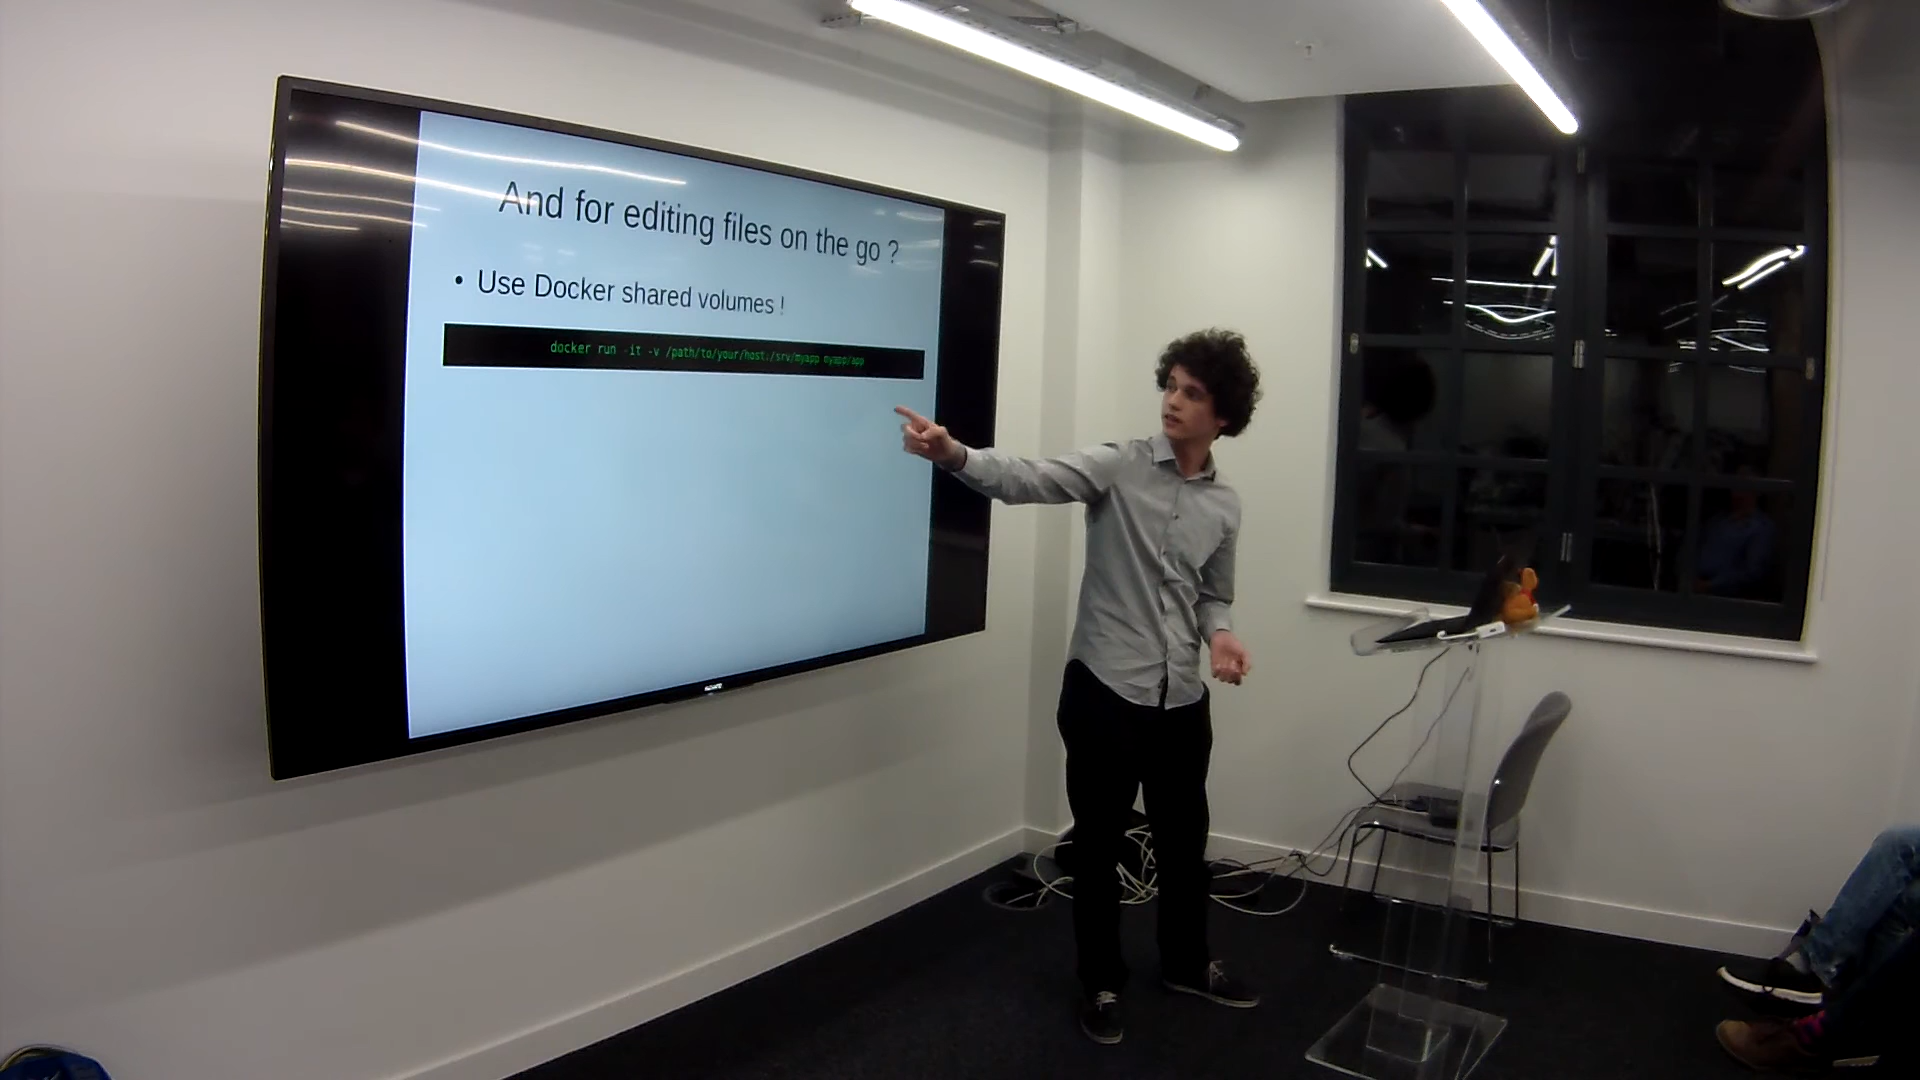 And for editing files on the go ?
• Use Docker shared volumes !
docker run -it -v /path/to/your/host:/srv/myapp myapp/app